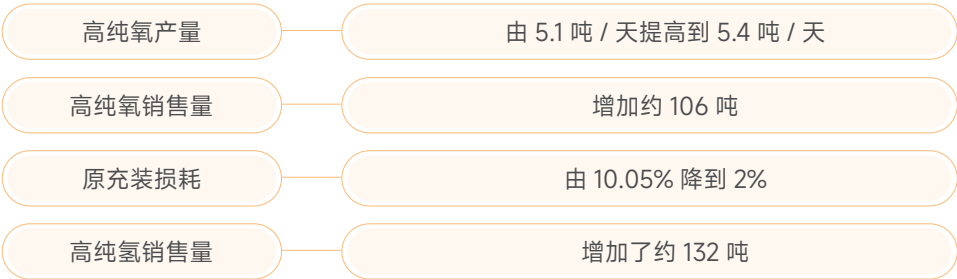 高纯氧产量
由 5.1 吨 / 天提高到 5.4 吨 / 天
高纯氧销售量
增加约 106 吨
原充装损耗
由 10.05% 降到 2%
高纯氢销售量
增加了约 132 吨